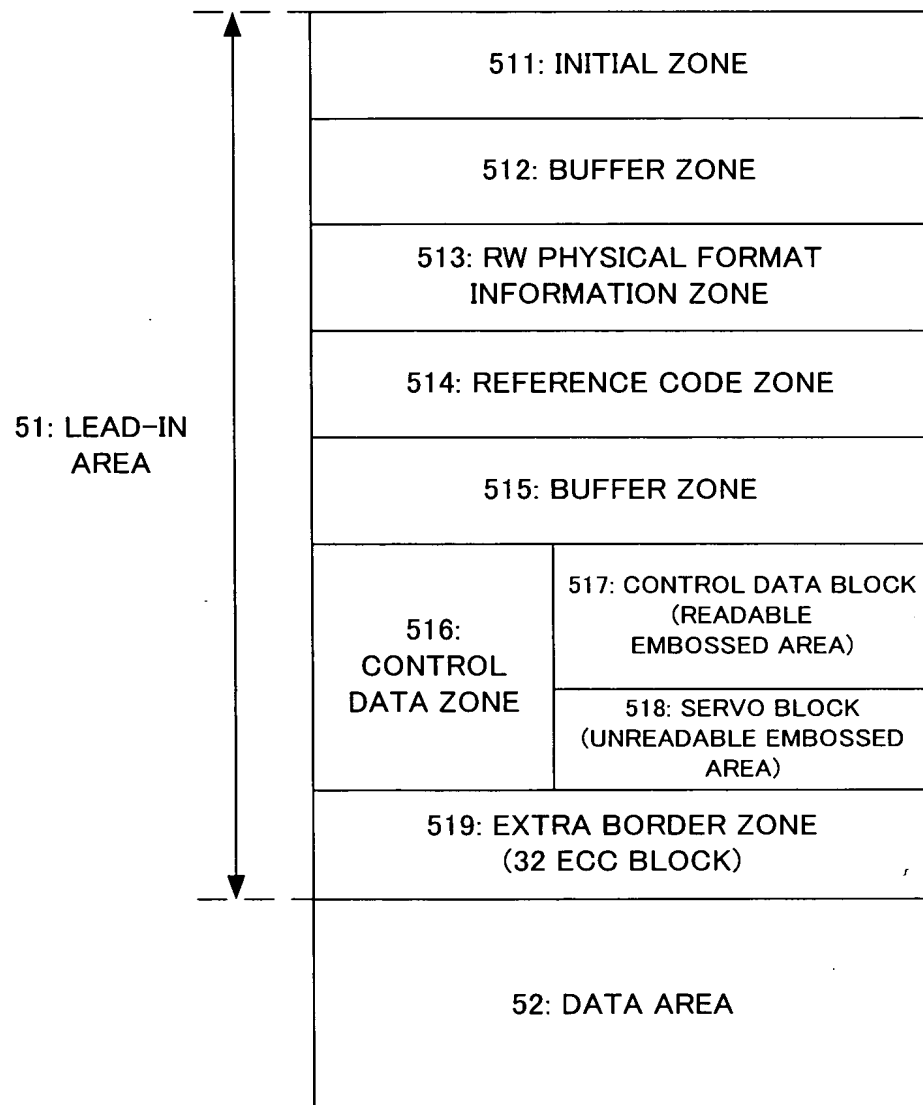 511: INITIAL ZONE
512: BUFFER ZONE
513: RW PHYSICAL FORMAT
INFORMATION ZONE
514: REFERENCE CODE ZONE
51: LEAD-IN
AREA
515: BUFFER ZONE
516:
CONTROL
DATA ZONE
517: CONTROL DATA BLOCK
(READABLE
EMBOSSED AREA)
518: SERVO BLOCK
(UNREADABLE EMBOSSED
AREA)
519: EXTRA BORDER ZONE
(32 ECC BLOCK)
52: DATA AREA